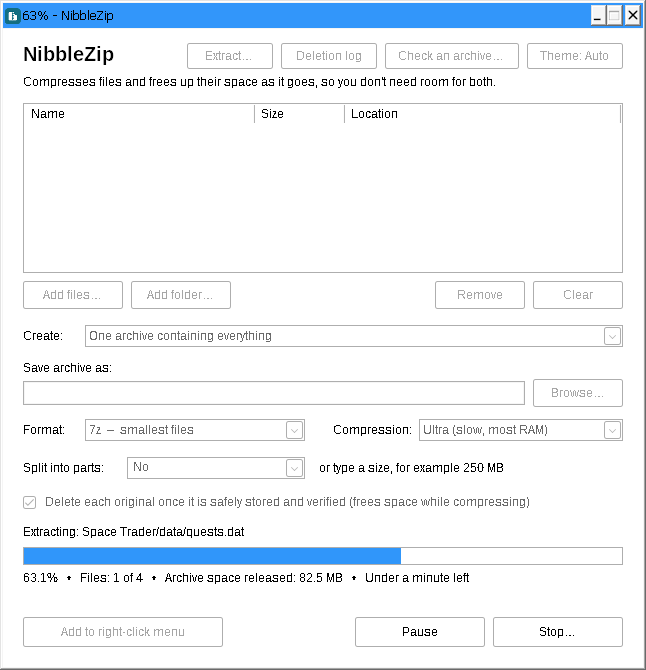 63% - NibbleZip
NibbleZip
Extract...
Deletion log
Check an archive...
Theme: Auto
Compresses files and frees up their space as it goes, so you don't need room for both.
Name Size Location
Add files...
Add folder...
Remove
Clear
Create: One archive containing everything
Save archive as:
Browse...
Format: 7z – smallest files
Compression: Ultra (slow, most RAM)
Split into parts: No or type a size, for example 250 MB
Delete each original once it is safely stored and verified (frees space while compressing)
Extracting: Space Trader/data/quests.dat
63.1% • Files: 1 of 4 • Archive space released: 82.5 MB • Under a minute left
Add to right-click menu
Pause
Stop...